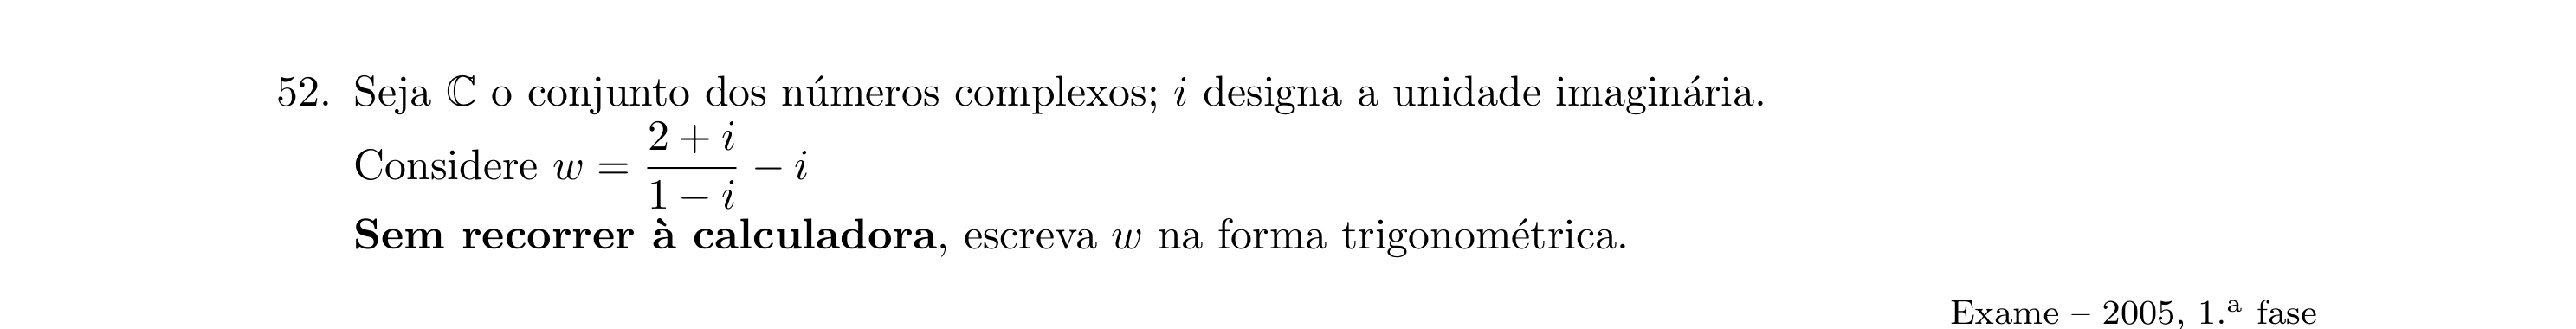 52. Seja ℂ o conjunto dos números complexos; i designa a unidade imaginária.
Considere w = \frac{2 + i}{1 - i} − i
Sem recorrer à calculadora, escreva w na forma trigonométrica.
Exame – 2005, 1.ª fase